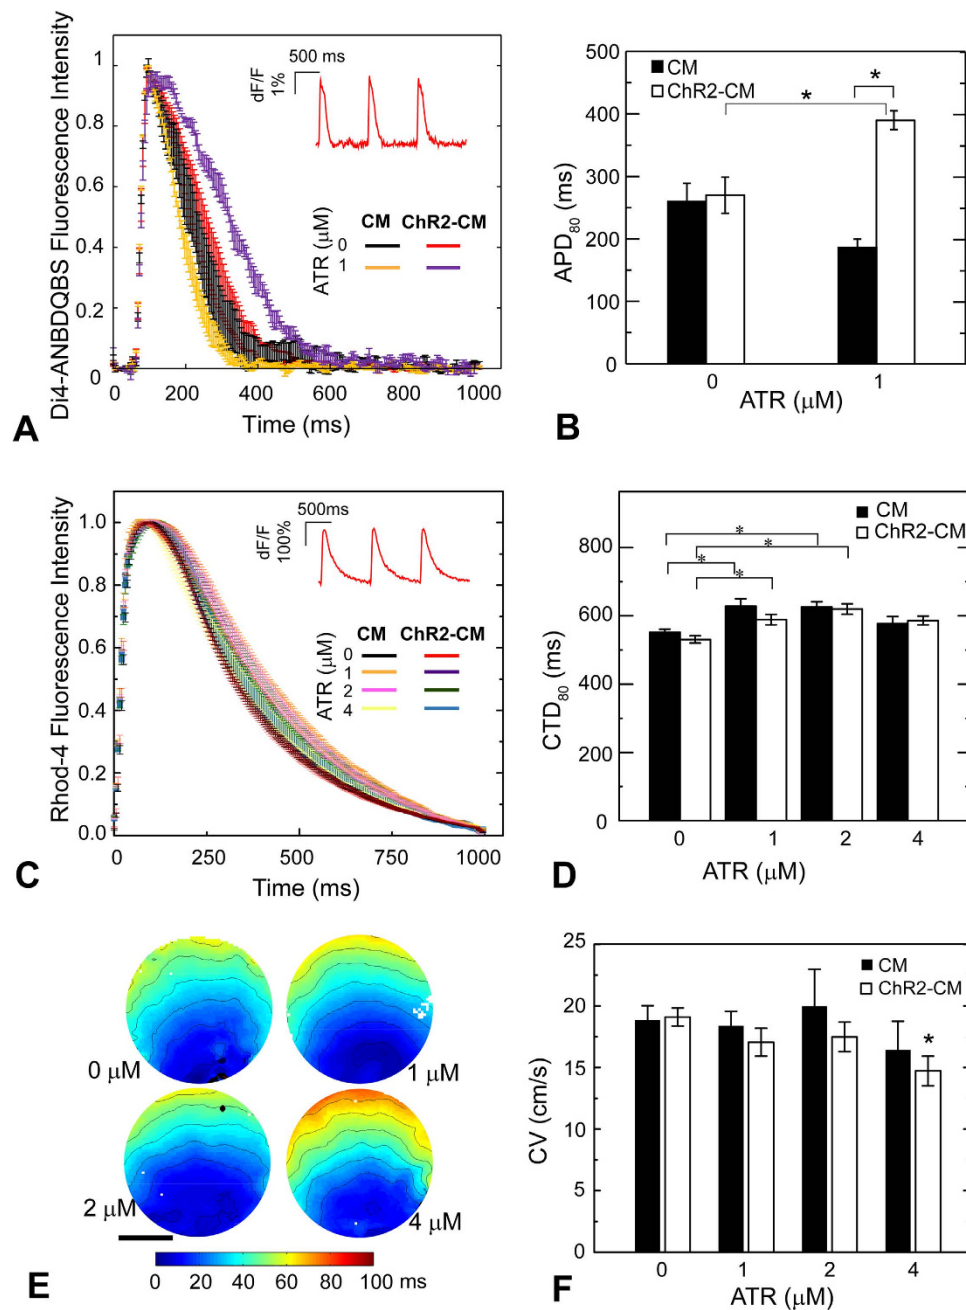 Di4-ANBDQBS Fluorescence Intensity
1
0.8
0.6
0.4
0.2
0
0 200 400 600 800 1000
Time (ms)
500 ms
dF/F
1%
CM ChR2-CM
ATR (μM)
0
1
A
APD80 (ms)
500
400
300
200
100
0
CM
ChR2-CM
*
*
0 1
ATR (μM)
B
Rhod-4 Fluorescence Intensity
1.0
0.8
0.6
0.4
0.2
0.0
0 250 500 750 1000
Time (ms)
500ms
dF/F
100%
CM ChR2-CM
ATR (μM)
0
1
2
4
C
CTD80 (ms)
800
600
400
200
0
CM
ChR2-CM
*
*
*
*
0 1 2 4
ATR (μM)
D
0 μM
1 μM
2 μM
4 μM
0 20 40 60 80 100 ms
E
CV (cm/s)
25
20
15
10
5
0
CM
ChR2-CM
*
0 1 2 4
ATR (μM)
F